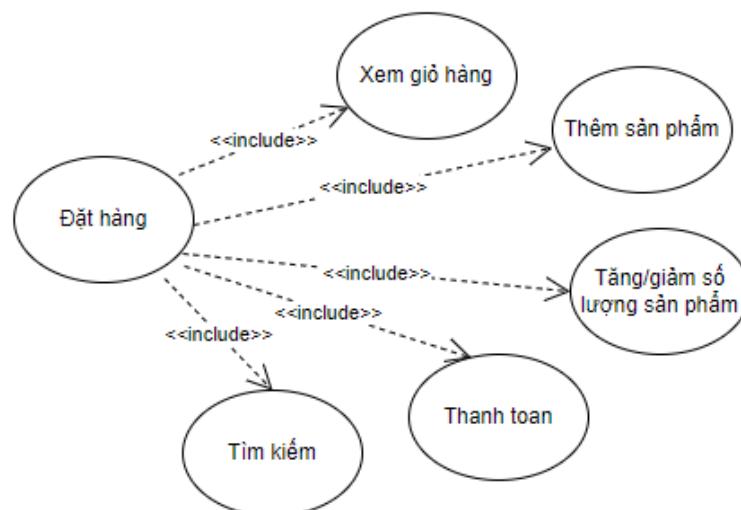 Xem giỏ hàng
<<include>>
Thêm sản phẩm
<<include>>
Đặt hàng
<<include>>
Tăng/giảm số
lượng sản phẩm
<<include>>
<<include>>
Thanh toan
Tìm kiếm